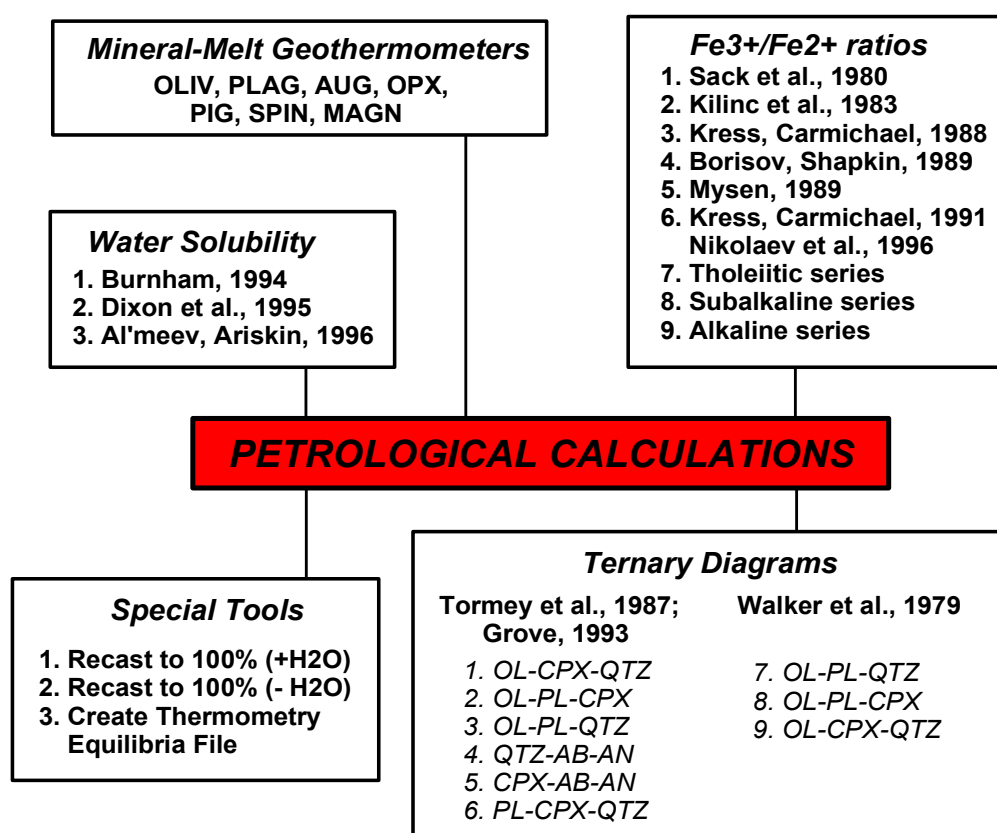 Mineral-Melt Geothermometers
OLIV, PLAG, AUG, OPX,
PIG, SPIN, MAGN
Fe3+/Fe2+ ratios
1. Sack et al., 1980
2. Kilinc et al., 1983
3. Kress, Carmichael, 1988
4. Borisov, Shapkin, 1989
5. Mysen, 1989
6. Kress, Carmichael, 1991
Nikolaev et al., 1996
7. Tholeiitic series
8. Subalkaline series
9. Alkaline series
Water Solubility
1. Burnham, 1994
2. Dixon et al., 1995
3. Al'meev, Ariskin, 1996
PETROLOGICAL CALCULATIONS
Special Tools
1. Recast to 100% (+H2O)
2. Recast to 100% (- H2O)
3. Create Thermometry
Equilibria File
Ternary Diagrams
Tormey et al., 1987;
Grove, 1993
1. OL-CPX-QTZ
2. OL-PL-CPX
3. OL-PL-QTZ
4. QTZ-AB-AN
5. CPX-AB-AN
6. PL-CPX-QTZ
Walker et al., 1979
7. OL-PL-QTZ
8. OL-PL-CPX
9. OL-CPX-QTZ